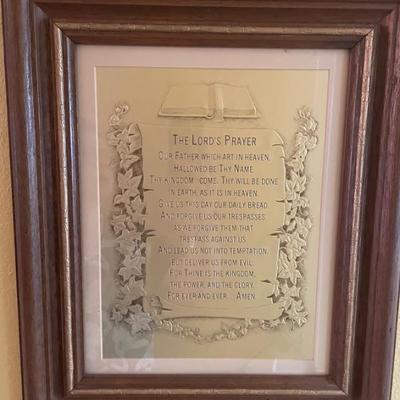 THE LORD'S PRAYER
OUR FATHER WHICH ART IN HEAVEN,
HALLOWED BE THY NAME.
THY KINGDOM COME. THY WILL BE DONE
IN EARTH, AS IT IS IN HEAVEN.
GIVE US THIS DAY OUR DAILY BREAD.
AND FORGIVE US OUR TRESPASSES,
AS WE FORGIVE THEM THAT
TRESPASS AGAINST US.
AND LEAD US NOT INTO TEMPTATION,
BUT DELIVER US FROM EVIL:
FOR THINE IS THE KINGDOM,
THE POWER, AND THE GLORY,
FOR EVER AND EVER. AMEN.